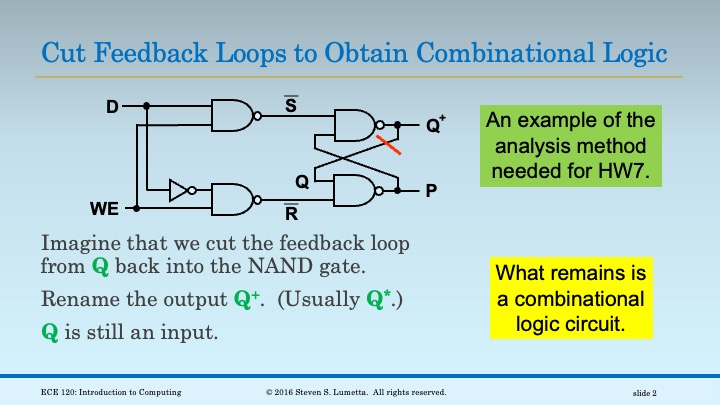 Cut Feedback Loops to Obtain Combinational Logic
D
S̅
Q⁺
An example of the
analysis method
needed for HW7.
Q
P
WE
R̅
Imagine that we cut the feedback loop
from Q back into the NAND gate.
Rename the output Q⁺. (Usually Q*.)
Q is still an input.
What remains is
a combinational
logic circuit.
ECE 120: Introduction to Computing
© 2016 Steven S. Lumetta. All rights reserved.
slide 2